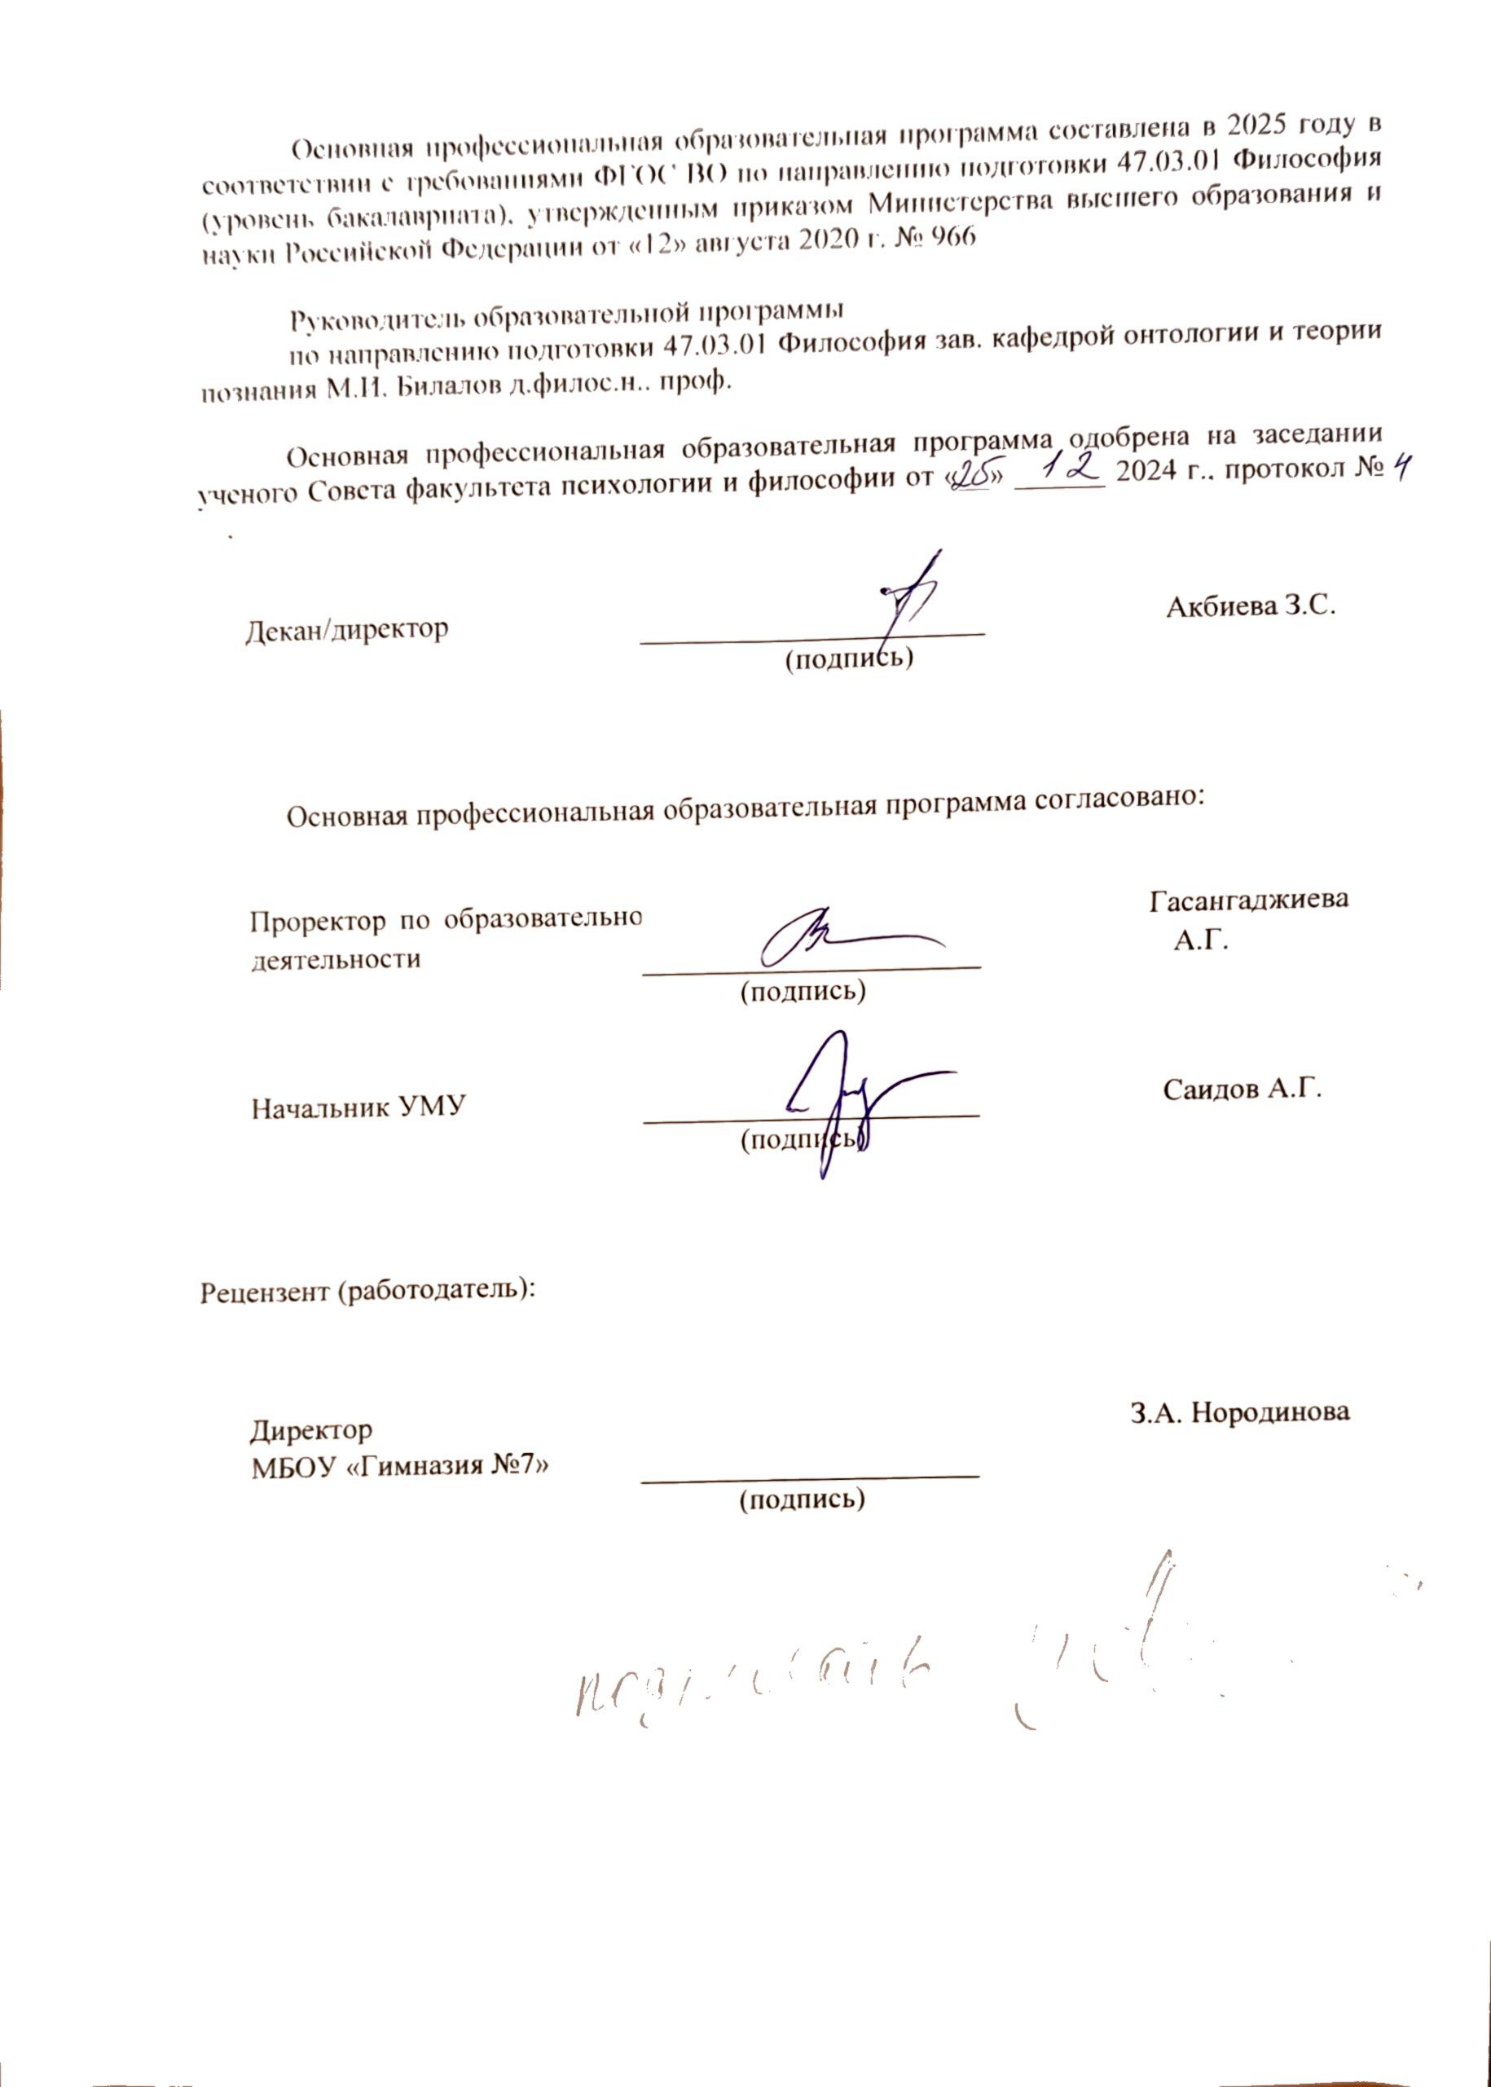 Основная профессиональная образовательная программа составлена в 2025 году в
соответствии с требованиями ФГОС ВО по направлению подготовки 47.03.01 Философия
(уровень бакалавриата), утвержденным приказом Министерства высшего образования и
науки Российской Федерации от «12» августа 2020 г. № 966
Руководитель образовательной программы
по направлению подготовки 47.03.01 Философия зав. кафедрой онтологии и теории
познания М.И. Билалов д.филос.н.. проф.
Основная профессиональная образовательная программа одобрена на заседании
ученого Совета факультета психологии и философии от «25» 12 2024 г.. протокол № 4
.
Декан/директор
Акбиева З.С.
(подпись)
Основная профессиональная образовательная программа согласовано:
Проректор по образовательно
деятельности
Гасангаджиева
А.Г.
(подпись)
Начальник УМУ
Саидов А.Г.
(подпись)
Рецензент (работодатель):
Директор
МБОУ «Гимназия №7»
З.А. Нородинова
(подпись)